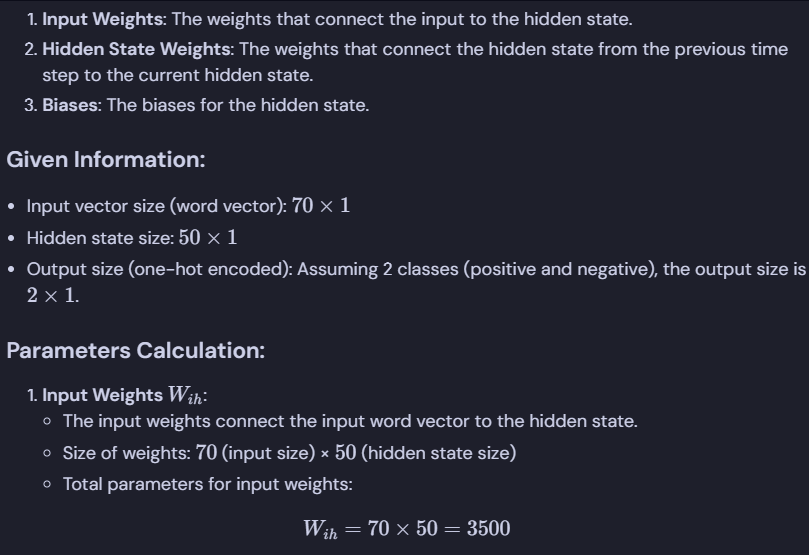 1. Input Weights: The weights that connect the input to the hidden state.
2. Hidden State Weights: The weights that connect the hidden state from the previous time
step to the current hidden state.
3. Biases: The biases for the hidden state.
Given Information:
• Input vector size (word vector): 70 × 1
• Hidden state size: 50 × 1
• Output size (one-hot encoded): Assuming 2 classes (positive and negative), the output size is
2 × 1.
Parameters Calculation:
1. Input Weights W_{ih}:
◦ The input weights connect the input word vector to the hidden state.
◦ Size of weights: 70 (input size) × 50 (hidden state size)
◦ Total parameters for input weights:
W_{ih} = 70 × 50 = 3500